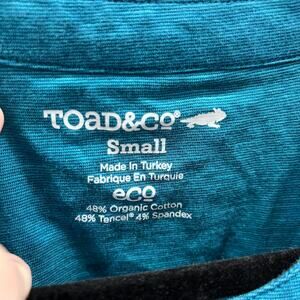 TOAD&CO®
Small
Made in Turkey
Fabrique En Turquie
eco
48% Organic Cotton
48% Tencel® 4% Spandex